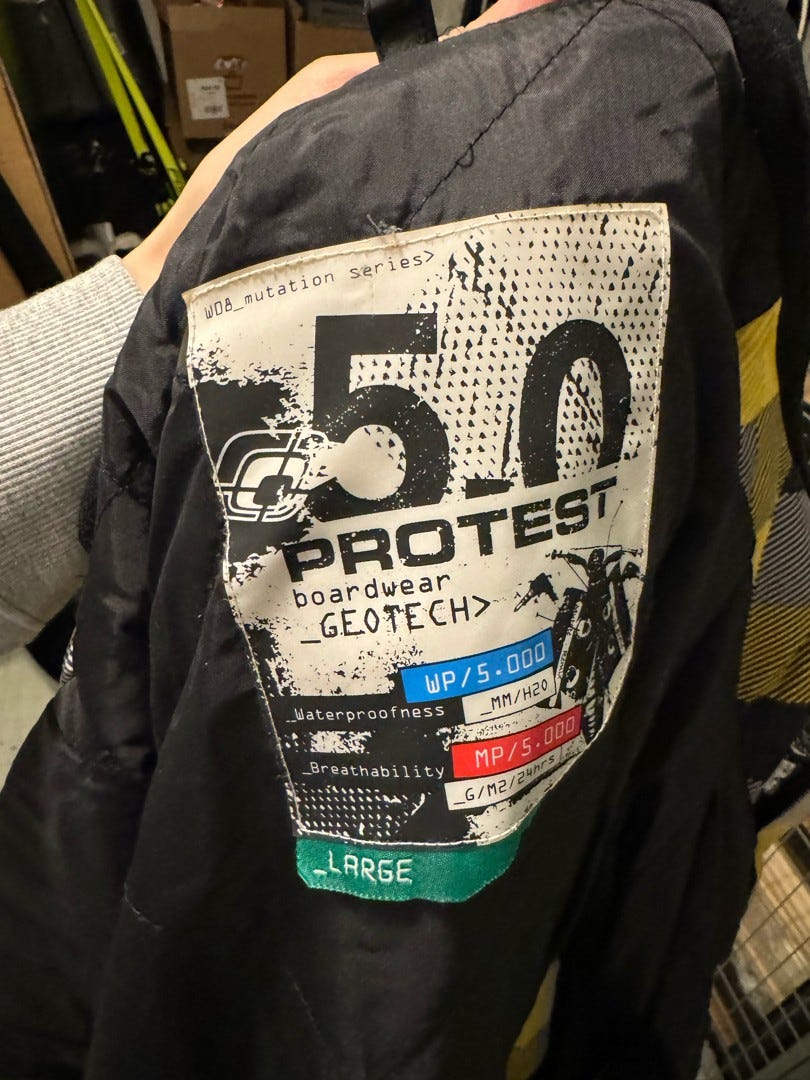 W08_mutation series>
5.0
PROTEST
boardwear
_GEOTECH>
WP/5.000
_Waterproofness
_MM/H2O
MP/5.000
_Breathability
_G/M2/24hrs
_LARGE